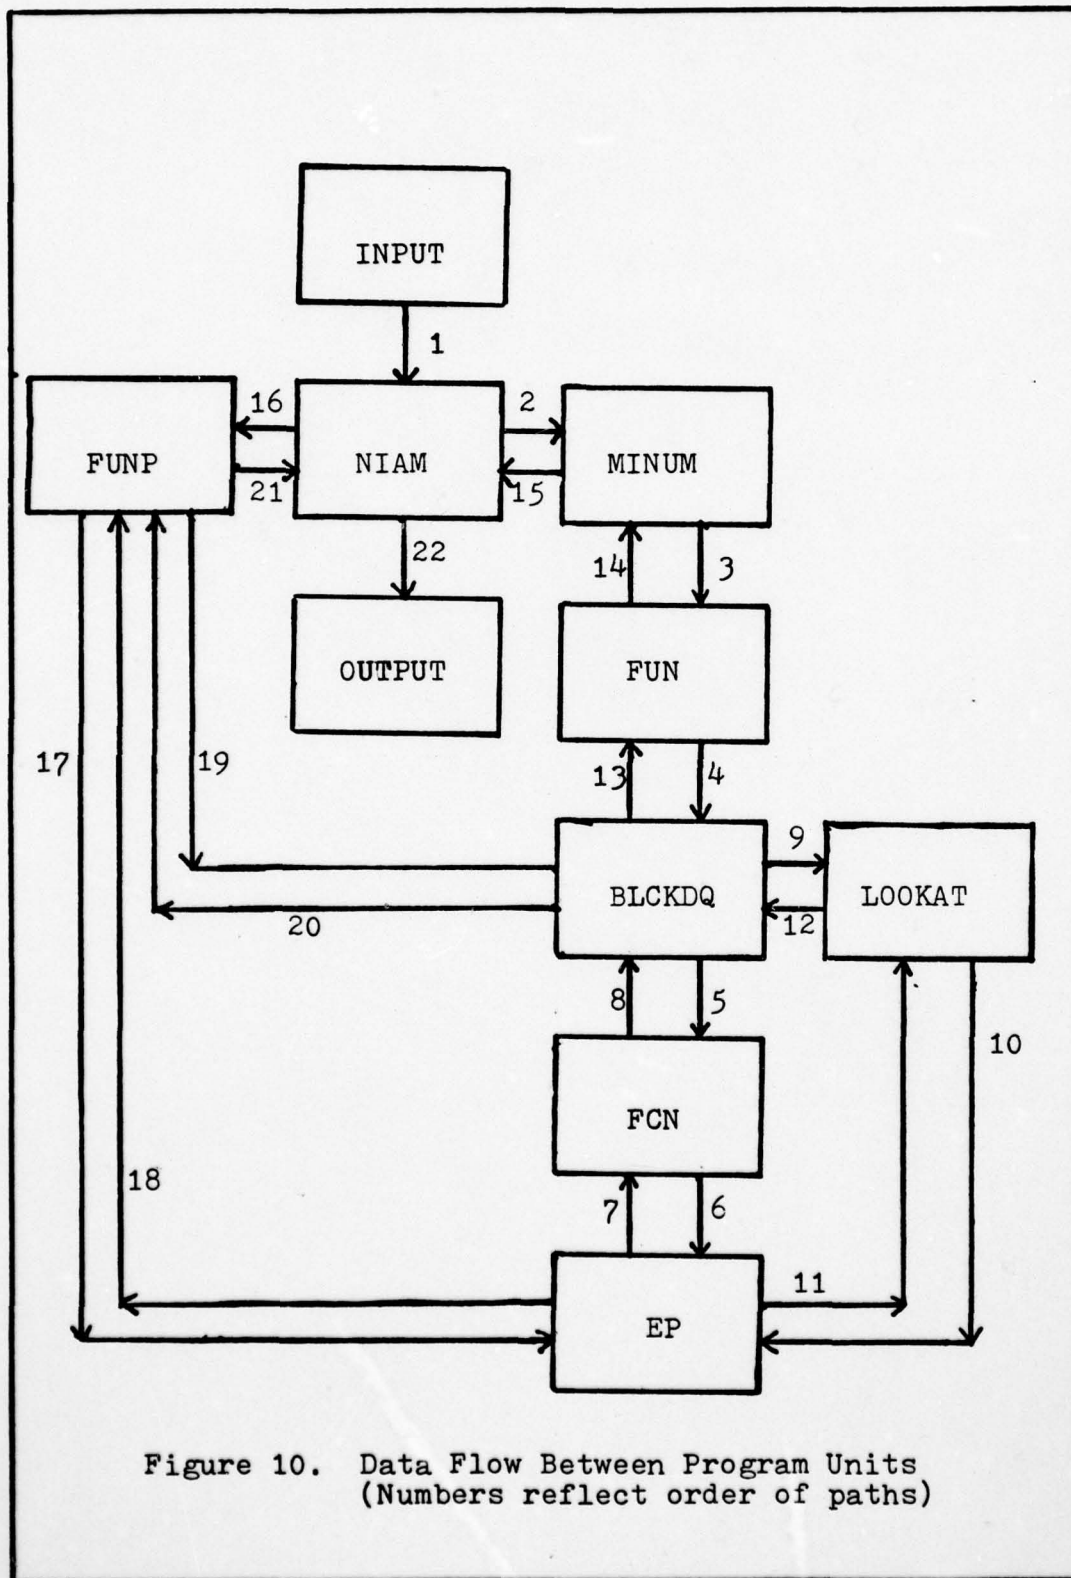 INPUT
1
16
2
FUNP
NIAM
MINUM
21
15
22
14
3
OUTPUT
FUN
17
19
13
4
9
BLCKDQ
LOOKAT
20
12
8
5
10
FCN
18
7
6
11
EP
Figure 10. Data Flow Between Program Units
(Numbers reflect order of paths)